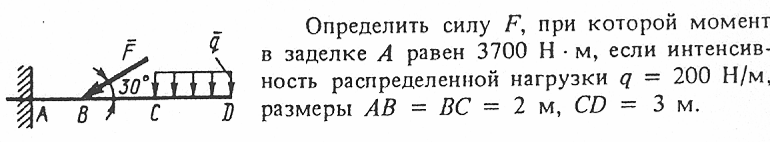 Определить силу F, при которой момент
в заделке A равен 3700 Н · м, если интенсив-
ность распределенной нагрузки q = 200 Н/м,
размеры AB = BC = 2 м, CD = 3 м.
F̄
q̄
30°
A B C D